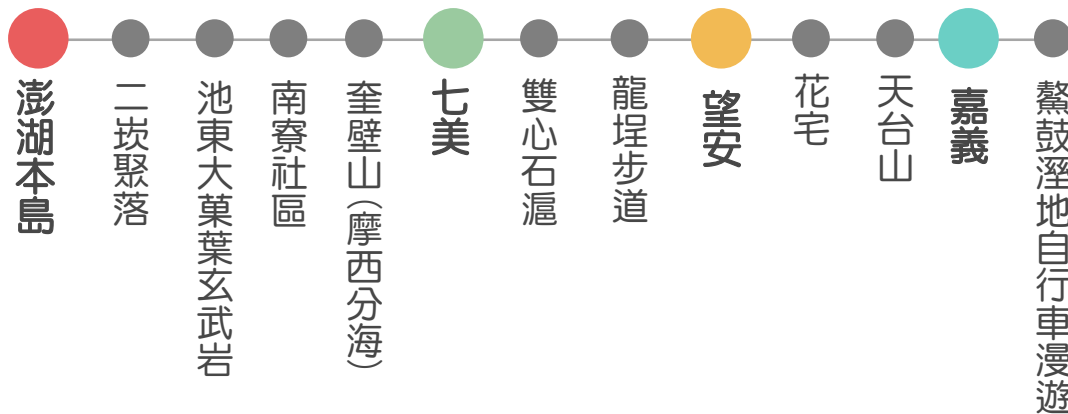 澎湖本島
二崁聚落
池東大菓葉玄武岩
南寮社區
奎壁山(摩西分海)
七美
雙心石滬
龍埕步道
望安
花宅
天台山
嘉義
鰲鼓溼地自行車漫遊